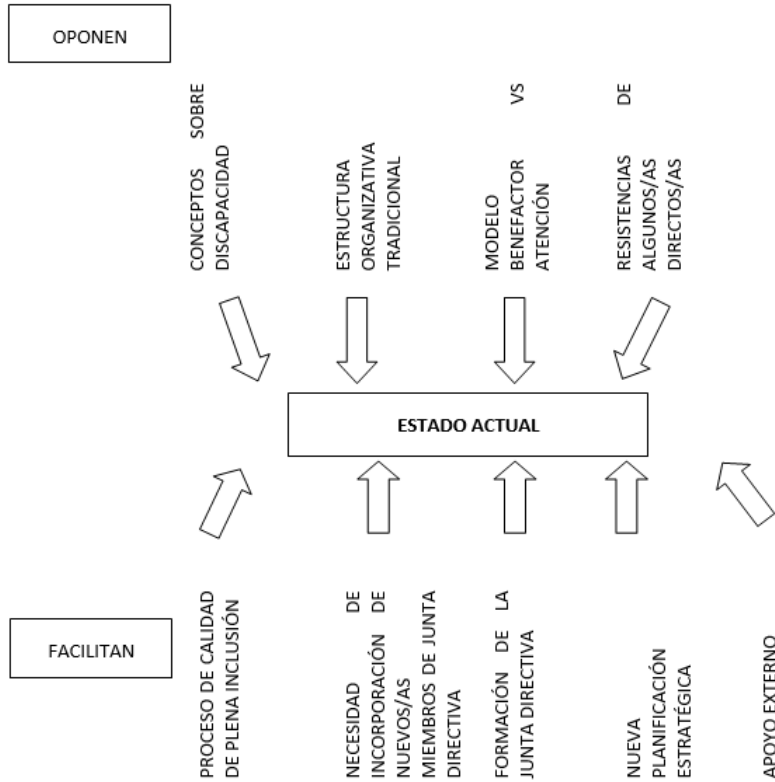 OPONEN
CONCEPTOS SOBRE
DISCAPACIDAD
ESTRUCTURA
ORGANIZATIVA
TRADICIONAL
MODELO VS
BENEFACTOR
ATENCIÓN
RESISTENCIAS DE
ALGUNOS/AS
DIRECTOS/AS
ESTADO ACTUAL
FACILITAN
PROCESO DE CALIDAD
DE PLENA INCLUSIÓN
NECESIDAD DE
INCORPORACIÓN DE
NUEVOS/AS
MIEMBROS DE JUNTA
DIRECTIVA
FORMACIÓN DE LA
JUNTA DIRECTIVA
NUEVA
PLANIFICACIÓN
ESTRATÉGICA
APOYO EXTERNO